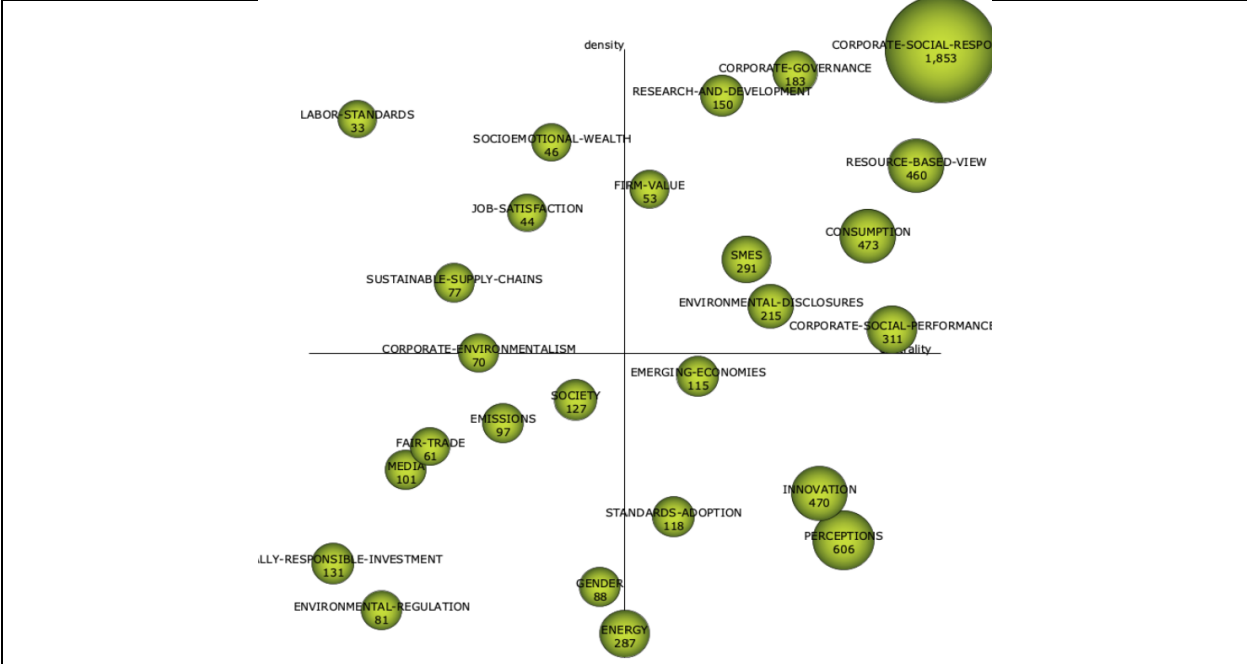 density
CORPORATE-SOCIAL-RESPO
1,853
CORPORATE-GOVERNANCE
183
RESEARCH-AND-DEVELOPMENT
150
LABOR-STANDARDS
33
SOCIOEMOTIONAL-WEALTH
46
RESOURCE-BASED-VIEW
460
FIRM-VALUE
53
JOB-SATISFACTION
44
CONSUMPTION
473
SMES
291
SUSTAINABLE-SUPPLY-CHAINS
77
ENVIRONMENTAL-DISCLOSURES
215
CORPORATE-SOCIAL-PERFORMANCE
311
CORPORATE-ENVIRONMENTALISM
70
EMERGING-ECONOMIES
115
SOCIETY
127
EMISSIONS
97
FAIR-TRADE
61
MEDIA
101
INNOVATION
470
STANDARDS-ADOPTION
118
PERCEPTIONS
606
LLY-RESPONSIBLE-INVESTMENT
131
GENDER
88
ENVIRONMENTAL-REGULATION
81
ENERGY
287